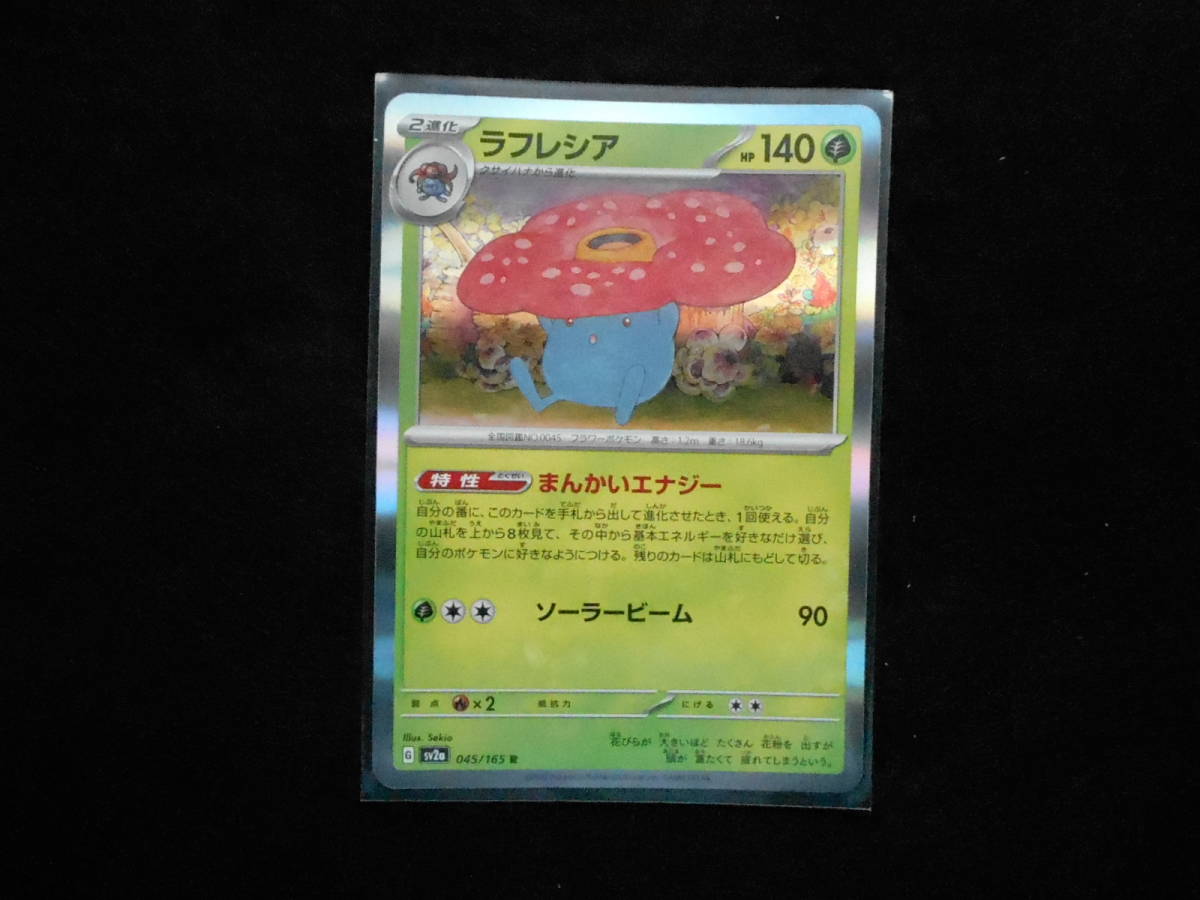 2進化
ラフレシア
HP 140
クサイハナから進化
全国図鑑NO.0045 フラワーポケモン 高さ:1.2m 重さ:18.6kg
特性
とくせい
まんかいエナジー
自分の番に、このカードを手札から出して進化させたとき、1回使える。自分
の山札を上から8枚見て、その中から基本エネルギーを好きなだけ選び、
自分のポケモンに好きなようにつける。残りのカードは山札にもどして切る。
ソーラービーム 90
弱点 ×2 抵抗力 にげる
Illus. Sekio
G sv2a 045/165 R
花びらが 大きいほど たくさん 花粉を 出すが
頭が 重たくて 疲れてしまうという。